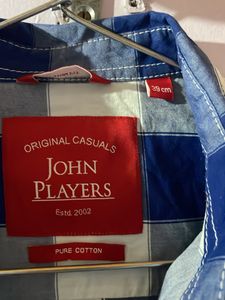 39 cm
ORIGINAL CASUALS
JOHN
PLAYERS
Estd. 2002
PURE COTTON